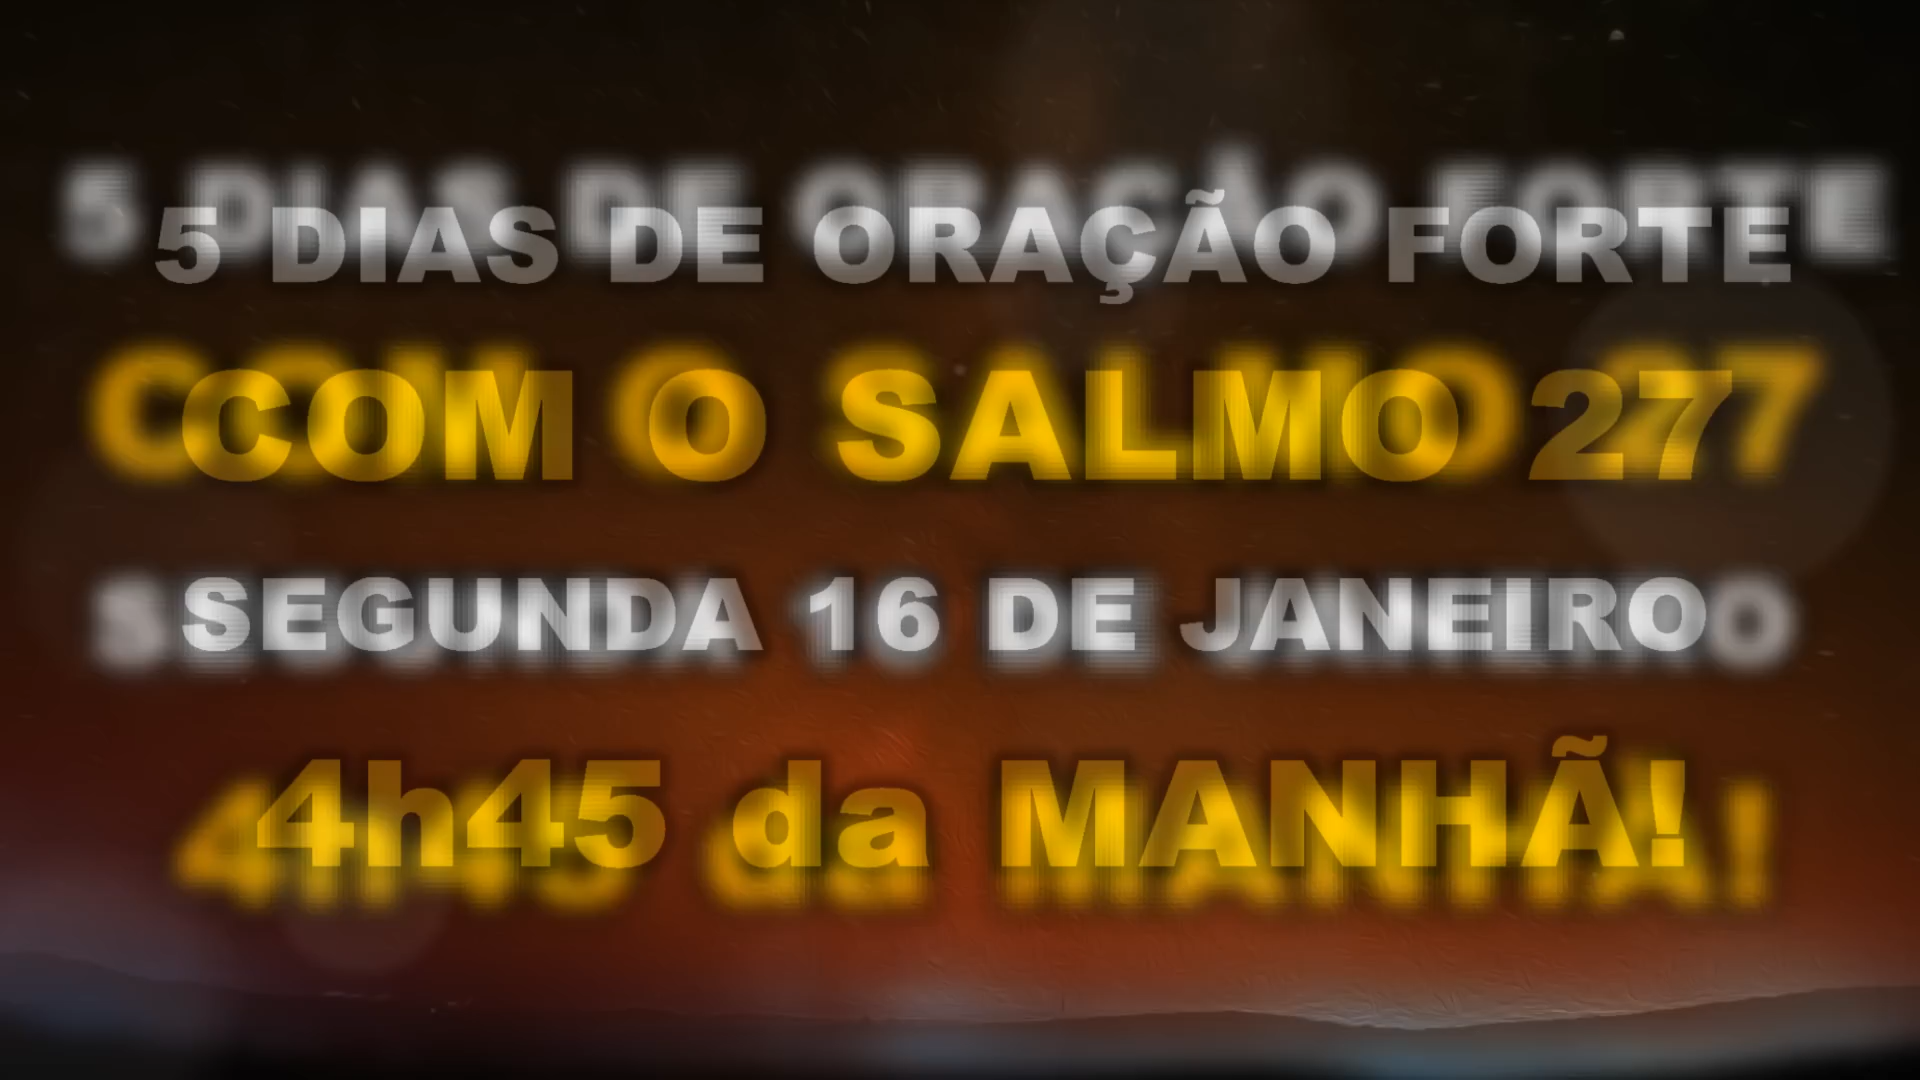 5 DIAS DE ORAÇÃO FORTE
COM O SALMO 27
SEGUNDA 16 DE JANEIRO
4h45 da MANHÃ!